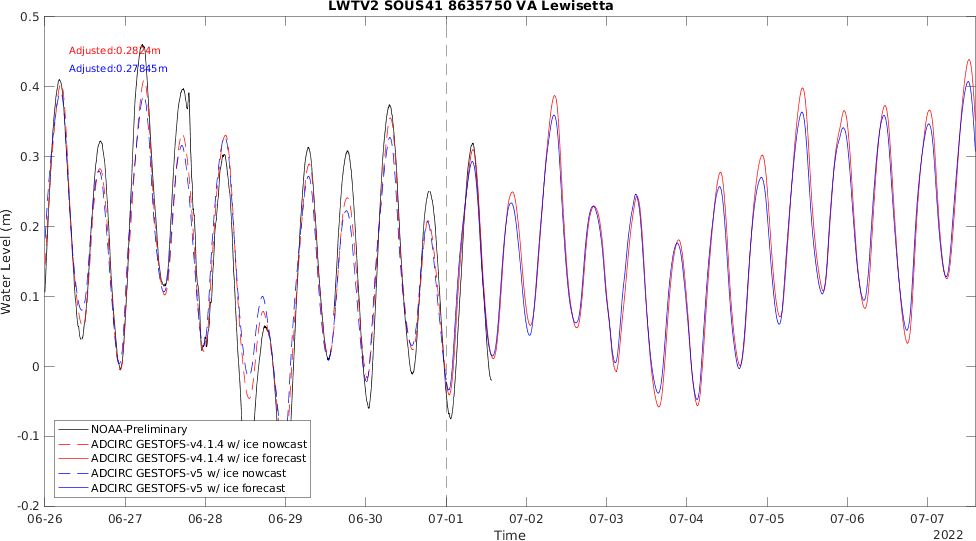 LWTV2 SOUS41 8635750 VA Lewisetta
0.5
0.4
0.3
0.2
0.1
0
-0.1
-0.2
Water Level (m)
Adjusted:0.2824m
Adjusted:0.27845m
NOAA-Preliminary
ADCIRC GESTOFS-v4.1.4 w/ ice nowcast
ADCIRC GESTOFS-v4.1.4 w/ ice forecast
ADCIRC GESTOFS-v5 w/ ice nowcast
ADCIRC GESTOFS-v5 w/ ice forecast
06-26 06-27 06-28 06-29 06-30 07-01 07-02 07-03 07-04 07-05 07-06 07-07
Time
2022